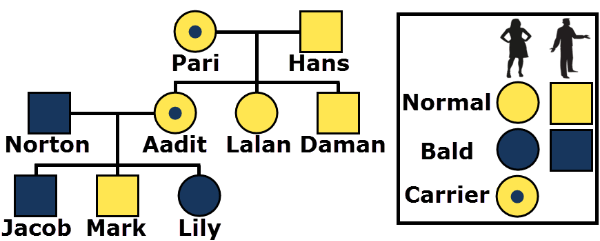 Pari Hans
Norton Aadit Lalan Daman
Jacob Mark Lily
Normal
Bald
Carrier